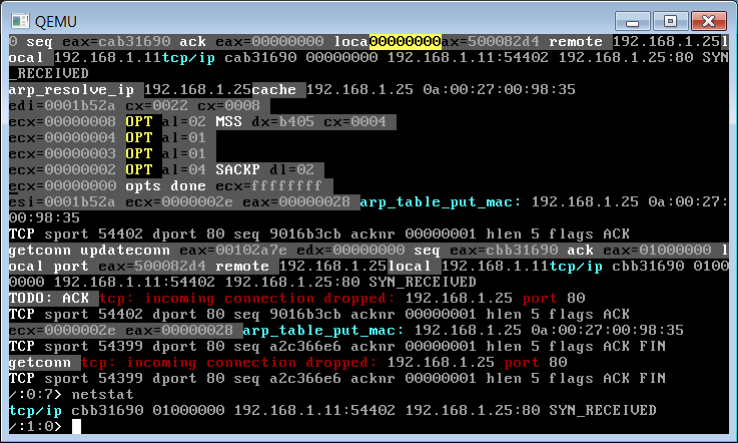 QEMU
0 seq eax=cab31690 ack eax=00000000 loca00000000ax=500082d4 remote 192.168.1.25l
ocal 192.168.1.11tcp/ip cab31690 00000000 192.168.1.11:54402 192.168.1.25:80 SYN
_RECEIVED
arp_resolve_ip 192.168.1.25cache 192.168.1.25 0a:00:27:00:98:35
edi=0001b52a cx=0022 cx=0008
ecx=00000008 OPT al=02 MSS dx=b405 cx=0004
ecx=00000004 OPT al=01
ecx=00000003 OPT al=01
ecx=00000002 OPT al=04 SACKP dl=02
ecx=00000000 opts done ecx=ffffffff
esi=0001b52a ecx=0000002e eax=00000028 arp_table_put_mac: 192.168.1.25 0a:00:27:
00:98:35
TCP sport 54402 dport 80 seq 9016b3cb acknr 00000001 hlen 5 flags ACK
getconn updateconn eax=00102a7e edx=00000000 seq eax=cbb31690 ack eax=01000000 l
ocal port eax=500082d4 remote 192.168.1.25local 192.168.1.11tcp/ip cbb31690 0100
0000 192.168.1.11:54402 192.168.1.25:80 SYN_RECEIVED
TODO: ACK tcp: incoming connection dropped: 192.168.1.25 port 80
TCP sport 54402 dport 80 seq 9016b3cb acknr 00000001 hlen 5 flags ACK
ecx=0000002e eax=00000028 arp_table_put_mac: 192.168.1.25 0a:00:27:00:98:35
TCP sport 54399 dport 80 seq a2c366e6 acknr 00000001 hlen 5 flags ACK FIN
getconn tcp: incoming connection dropped: 192.168.1.25 port 80
TCP sport 54399 dport 80 seq a2c366e6 acknr 00000001 hlen 5 flags ACK FIN
/:0:7> netstat
tcp/ip cbb31690 01000000 192.168.1.11:54402 192.168.1.25:80 SYN_RECEIVED
/:1:0>